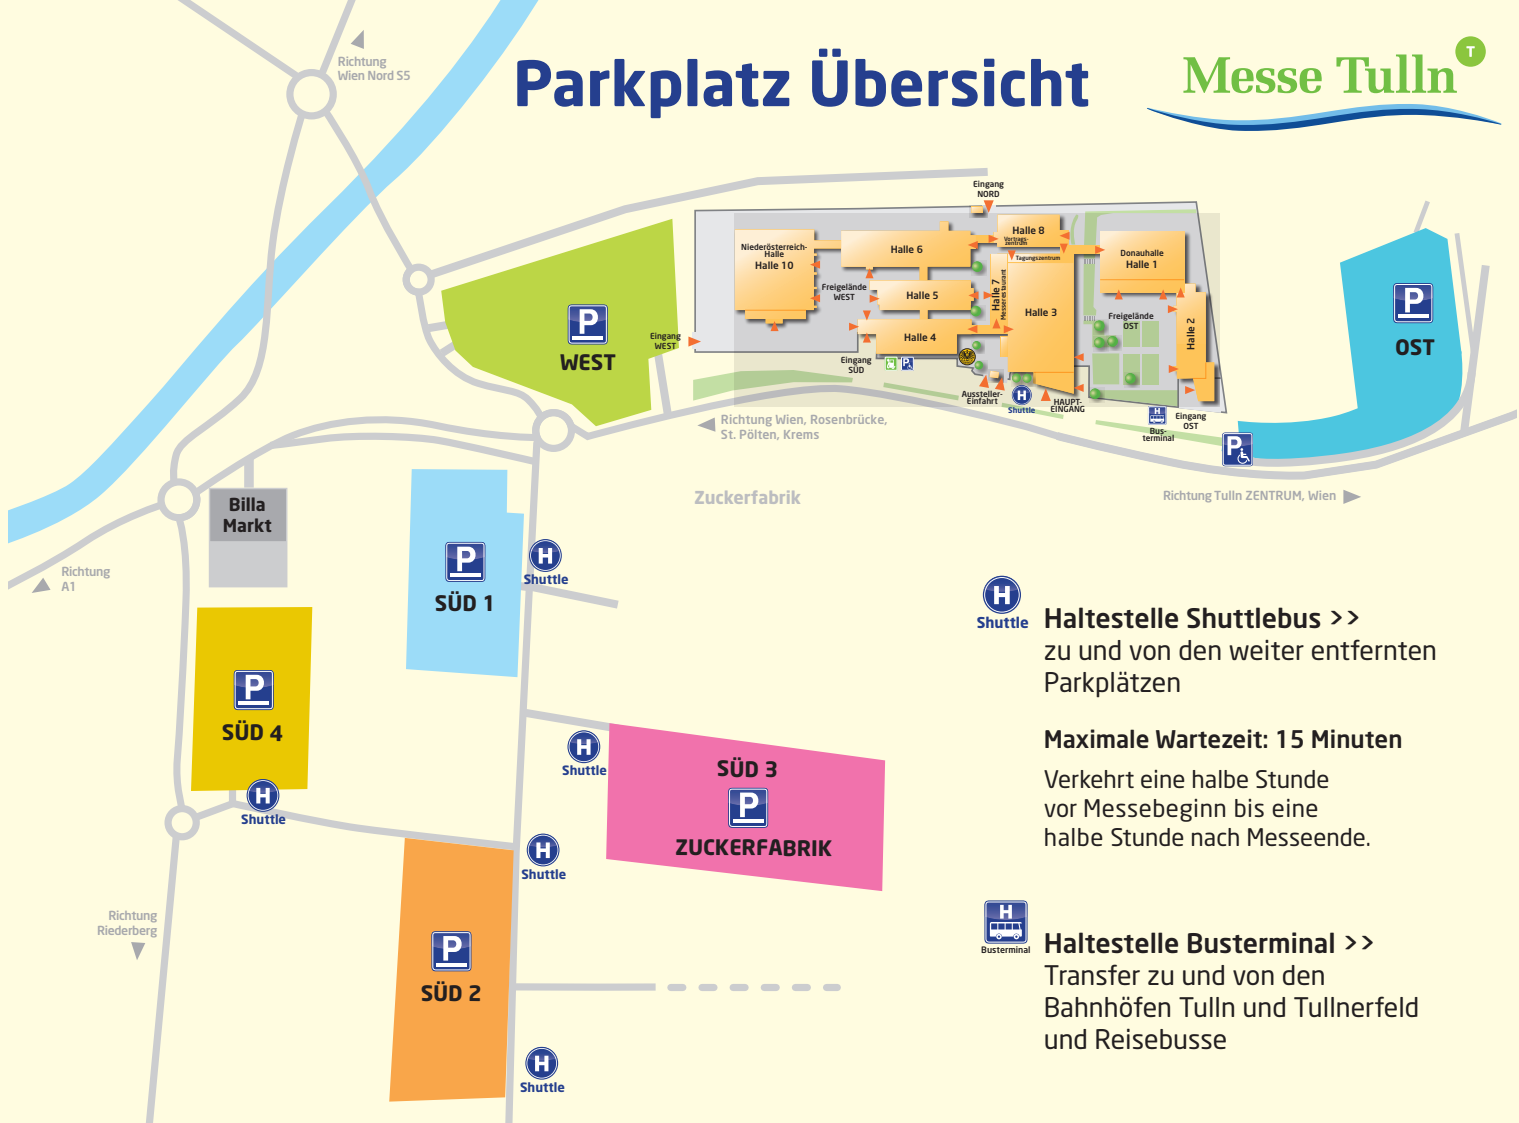 Richtung
Wien Nord S5
Parkplatz Übersicht
Messe Tulln
T
Eingang
NORD
Niederösterreich-
Halle
Halle 10
Halle 6
Halle 8
Vortrags-
zentrum
Tagungszentrum
Donauhalle
Halle 1
Freigelände
WEST
Halle 5
Halle 7
Messerestaurant
Halle 3
Freigelände
OST
Halle 2
Halle 4
Eingang
WEST
Eingang
SÜD
P
P
WEST
P
OST
Aussteller-
Einfahrt
H
Shuttle
HAUPT-
EINGANG
H
Bus-
terminal
Eingang
OST
P
Richtung Wien, Rosenbrücke,
St. Pölten, Krems
Zuckerfabrik
Richtung Tulln ZENTRUM, Wien
Billa
Markt
Richtung
A1
P
SÜD 1
H
Shuttle
P
SÜD 4
H
Shuttle
H
Shuttle
SÜD 3
P
ZUCKERFABRIK
H
Shuttle
Richtung
Riederberg
P
SÜD 2
H
Shuttle
H
Shuttle
Haltestelle Shuttlebus >>
zu und von den weiter entfernten
Parkplätzen
Maximale Wartezeit: 15 Minuten
Verkehrt eine halbe Stunde
vor Messebeginn bis eine
halbe Stunde nach Messeende.
H
Busterminal
Haltestelle Busterminal >>
Transfer zu und von den
Bahnhöfen Tulln und Tullnerfeld
und Reisebusse